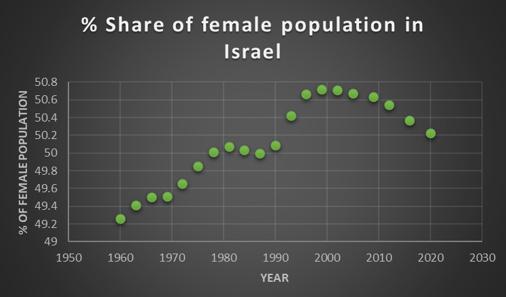 % Share of female population in
Israel
% OF FEMALE POPULATION
50.8
50.6
50.4
50.2
50
49.8
49.6
49.4
49.2
49
1950 1960 1970 1980 1990 2000 2010 2020 2030
YEAR